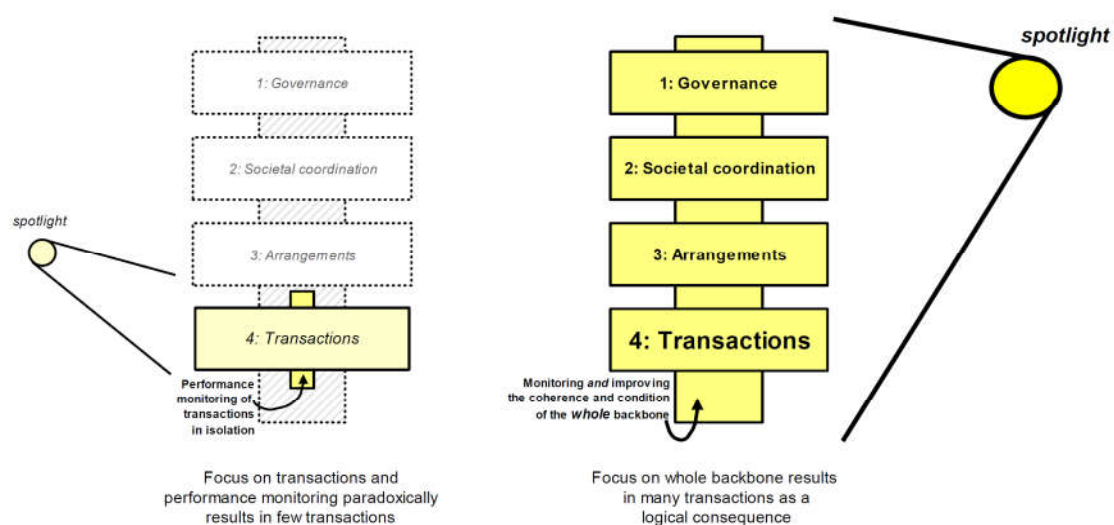 spotlight
1: Governance
2: Societal coordination
3: Arrangements
4: Transactions
Performance
monitoring of
transactions
in isolation
Focus on transactions and
performance monitoring paradoxically
results in few transactions
spotlight
1: Governance
2: Societal coordination
3: Arrangements
4: Transactions
Monitoring and improving
the coherence and condition
of the whole backbone
Focus on whole backbone results
in many transactions as a
logical consequence